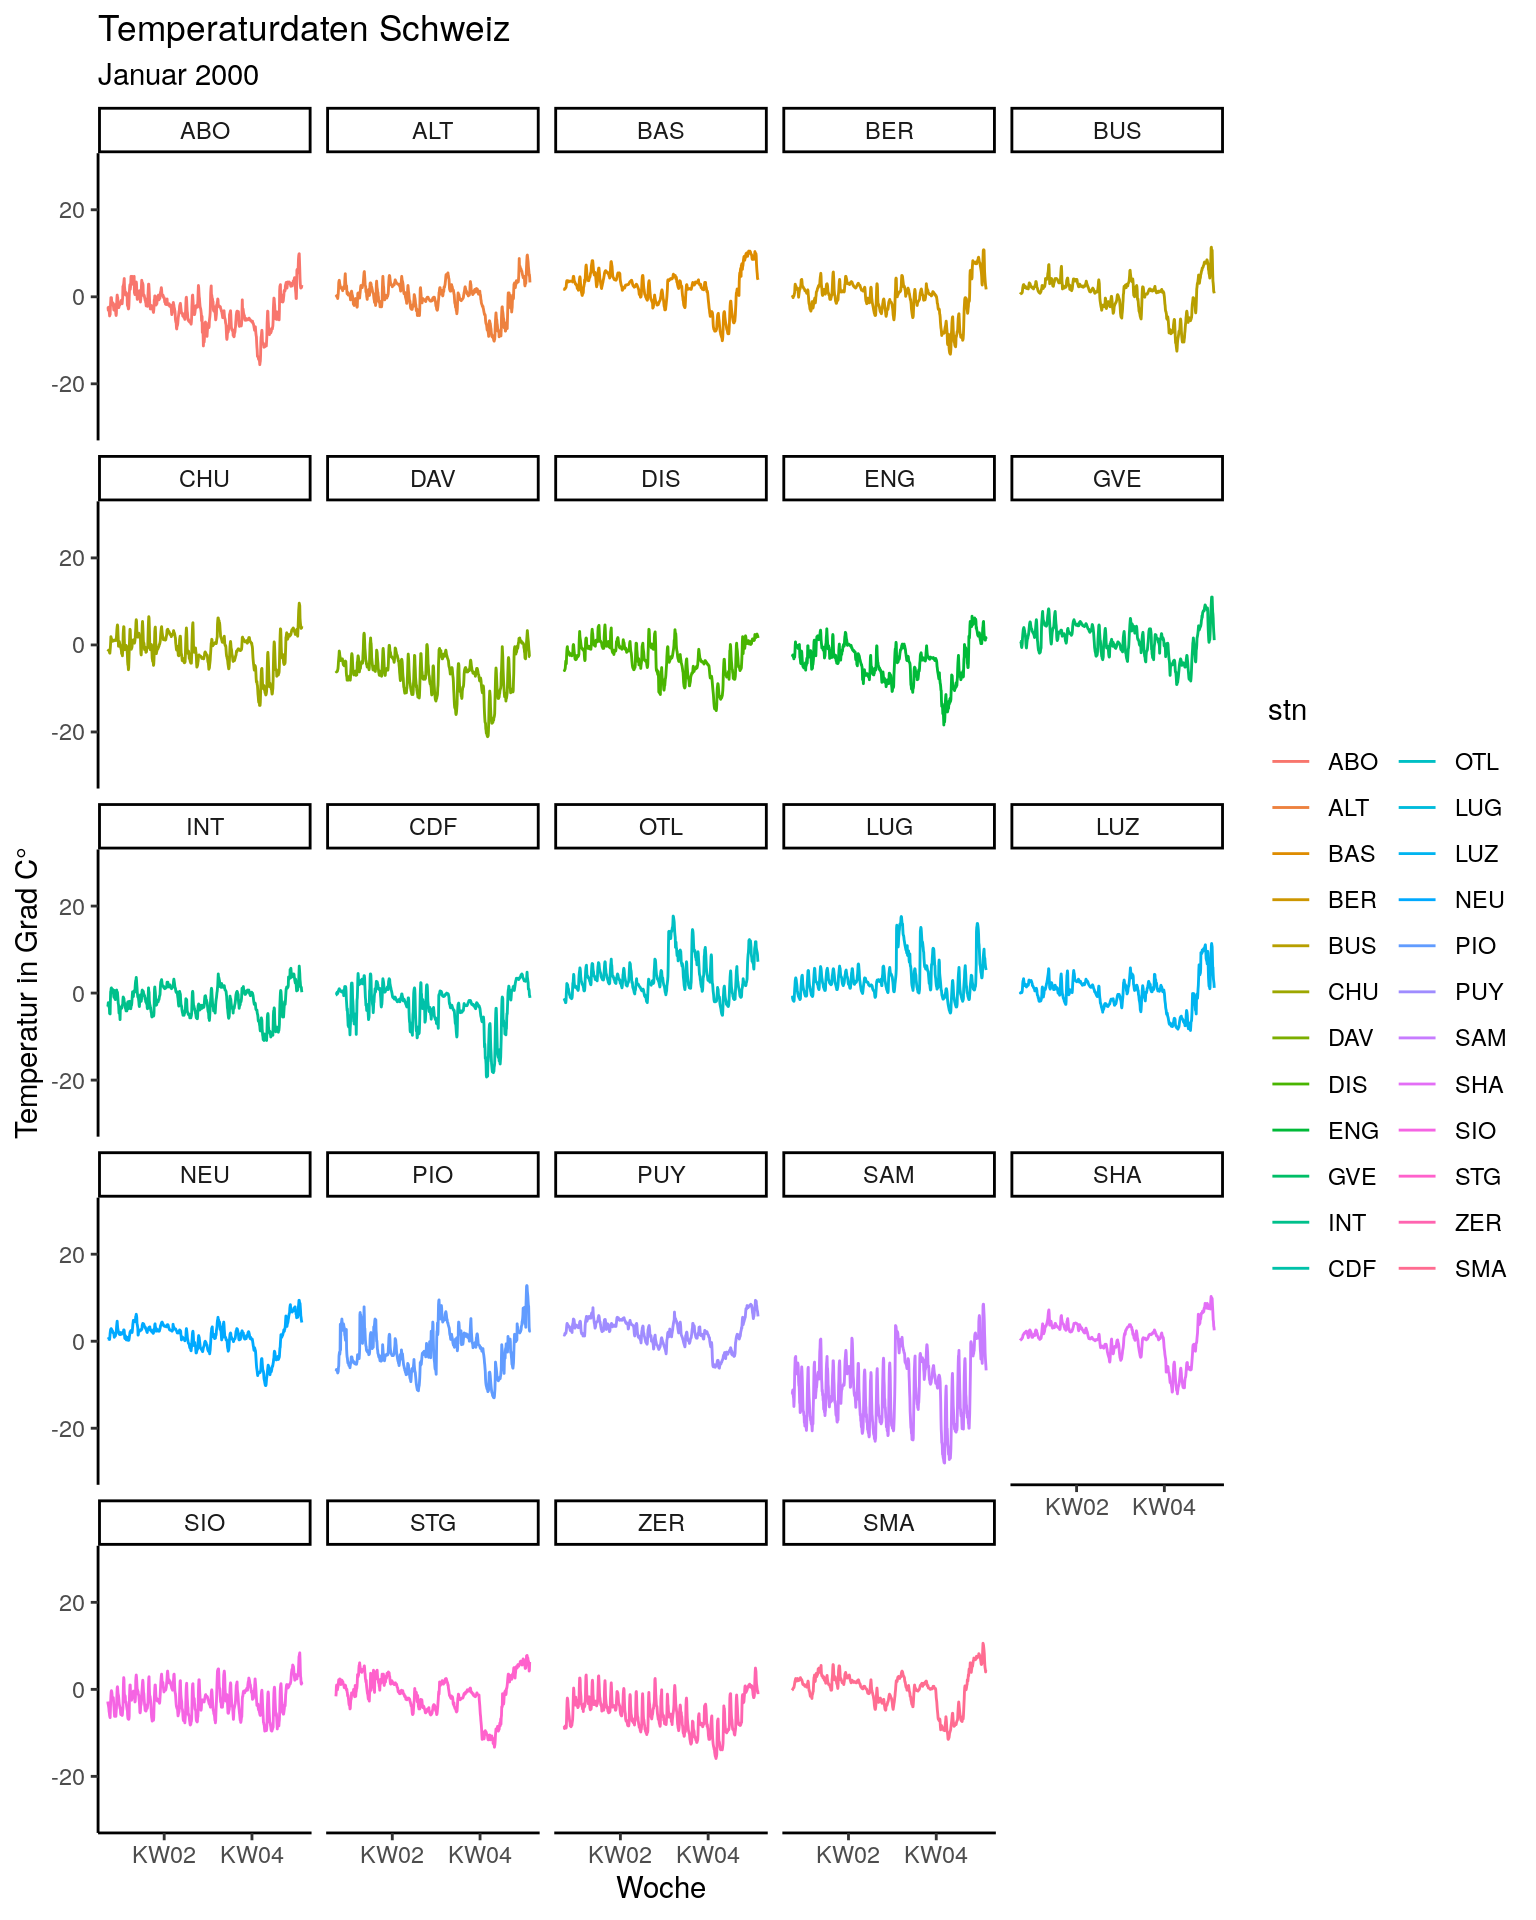 Temperaturdaten Schweiz
Januar 2000
ABO ALT BAS BER BUS
20
0
-20
CHU DAV DIS ENG GVE
20
0
-20
INT CDF OTL LUG LUZ
20
0
-20
NEU PIO PUY SAM SHA
20
0
-20
KW02 KW04
SIO STG ZER SMA
20
0
-20
KW02 KW04 KW02 KW04 KW02 KW04 KW02 KW04
Woche
Temperatur in Grad C°
stn
ABO OTL
ALT LUG
BAS LUZ
BER NEU
BUS PIO
CHU PUY
DAV SAM
DIS SHA
ENG SIO
GVE STG
INT ZER
CDF SMA